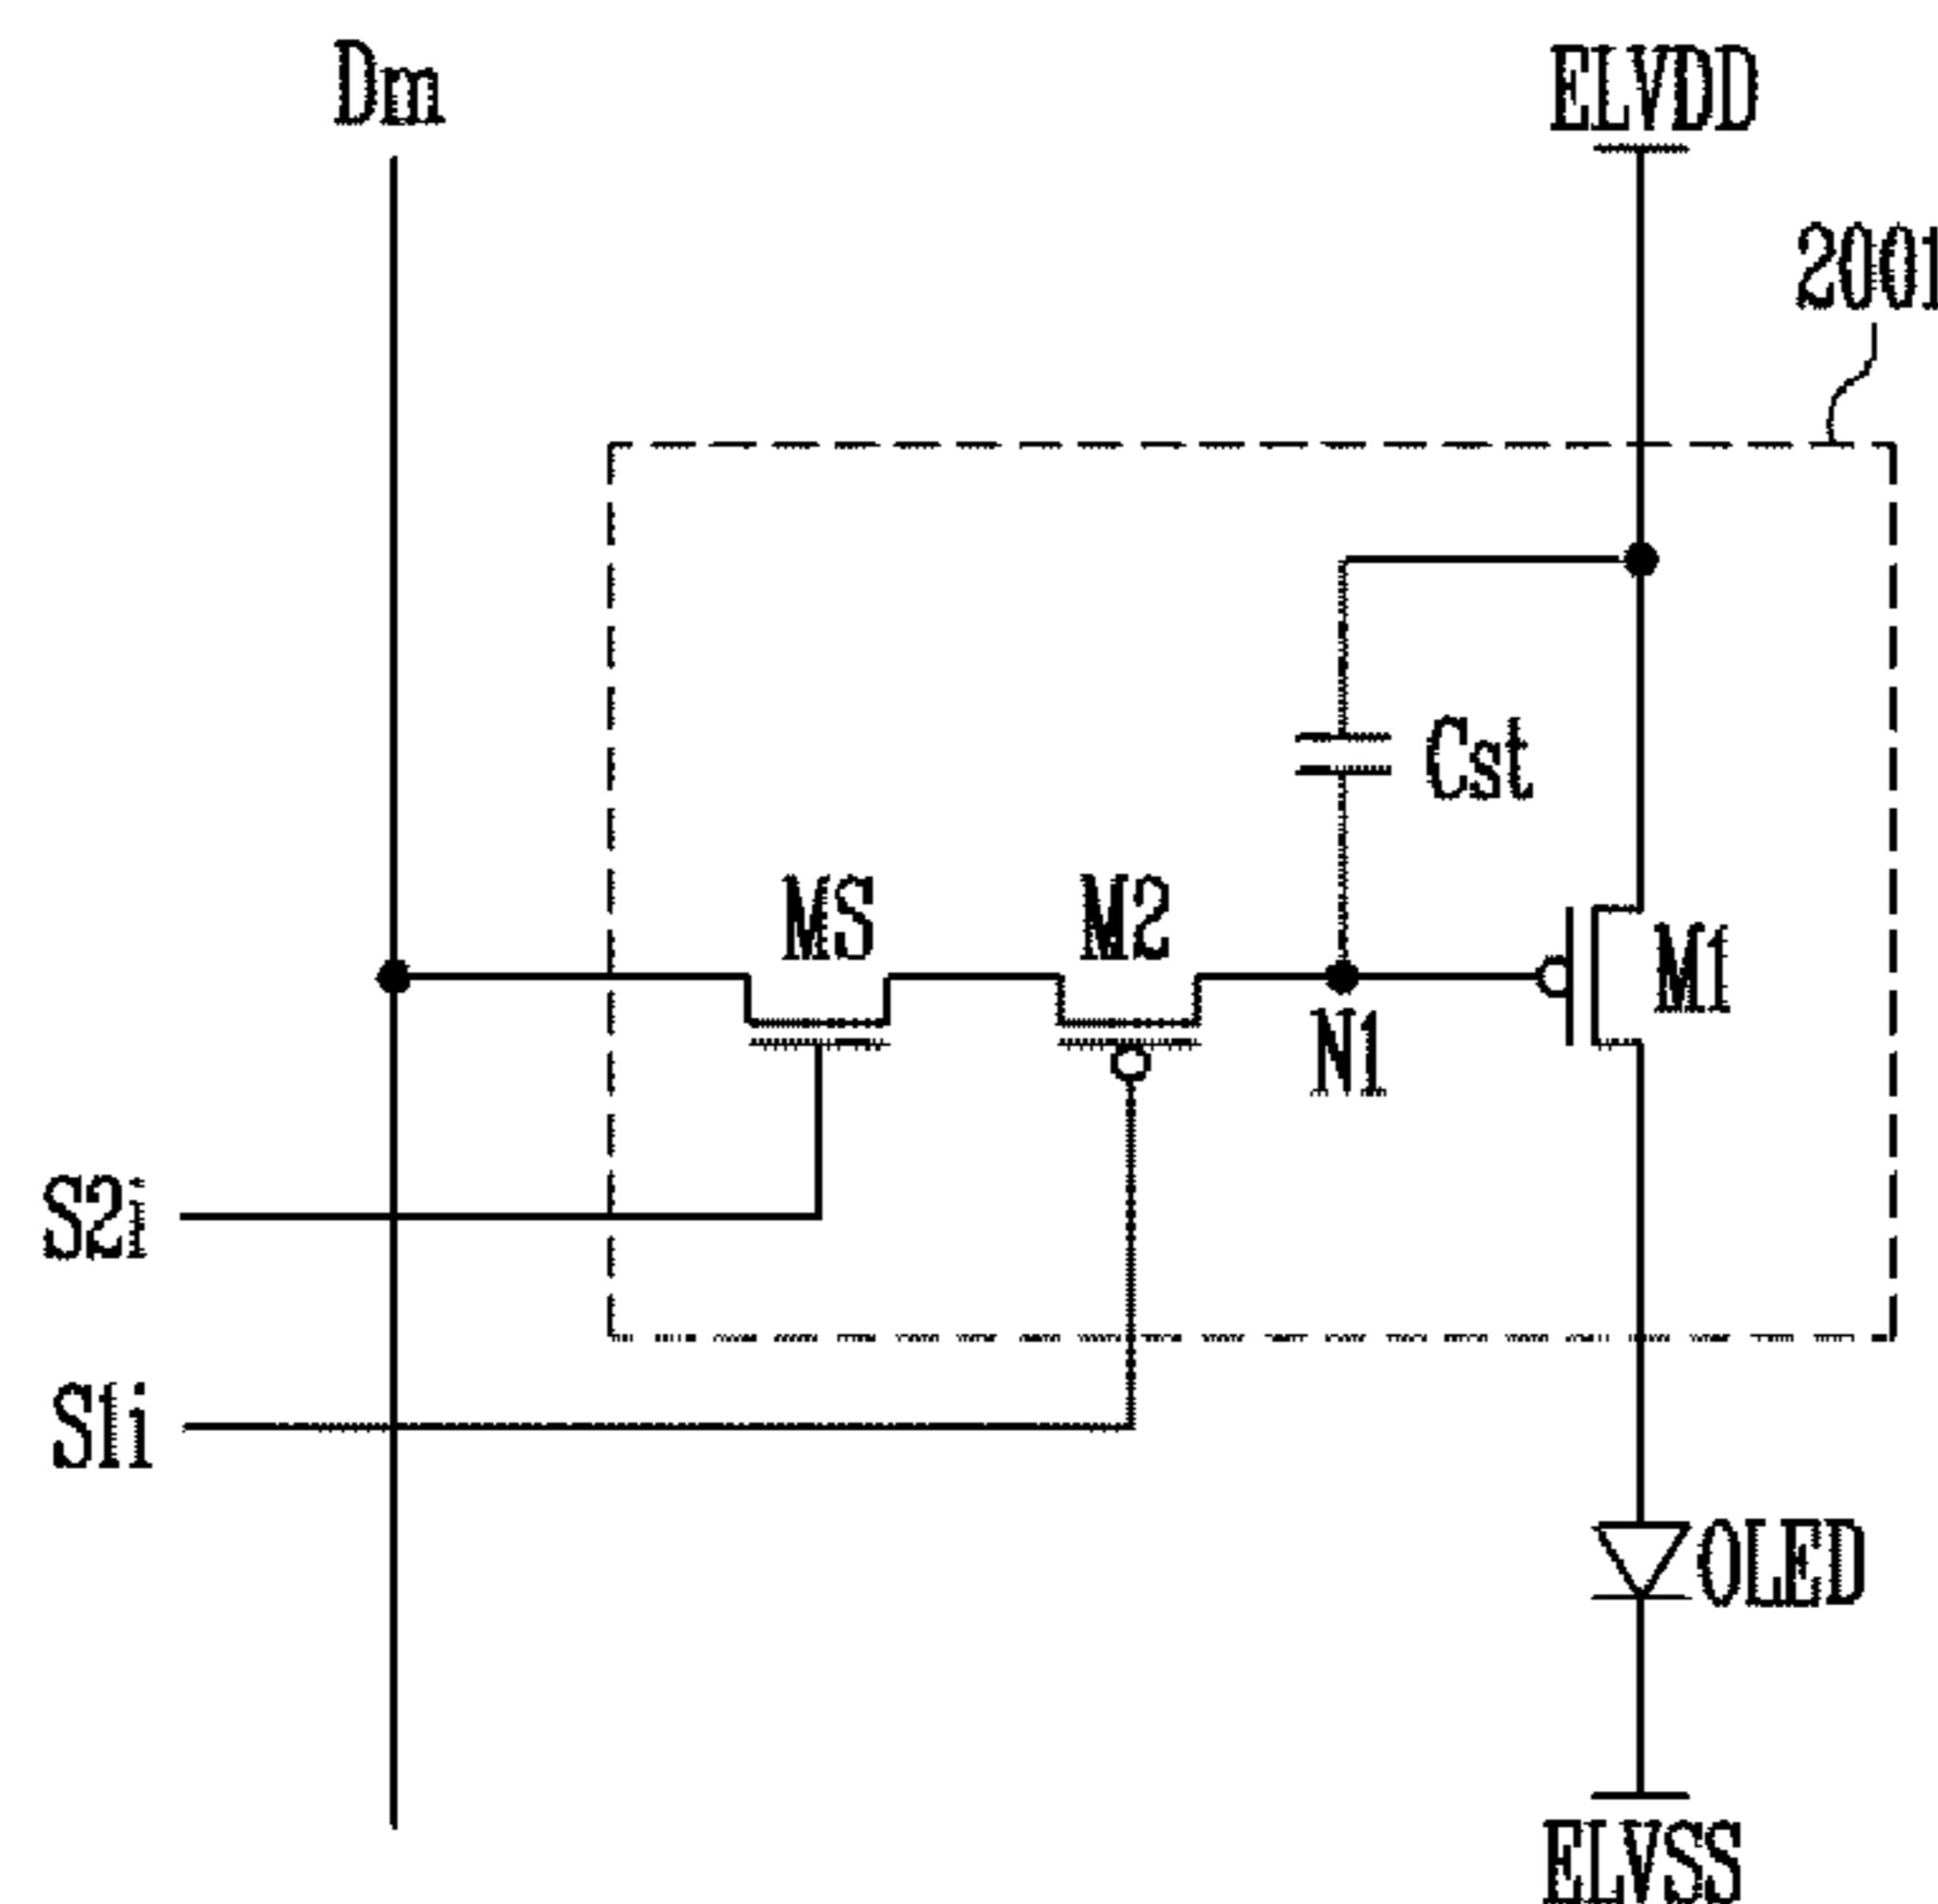 Dm
ELVDD
2001
Cst
MS
M2
M1
N1
S2i
S1i
OLED
ELVSS